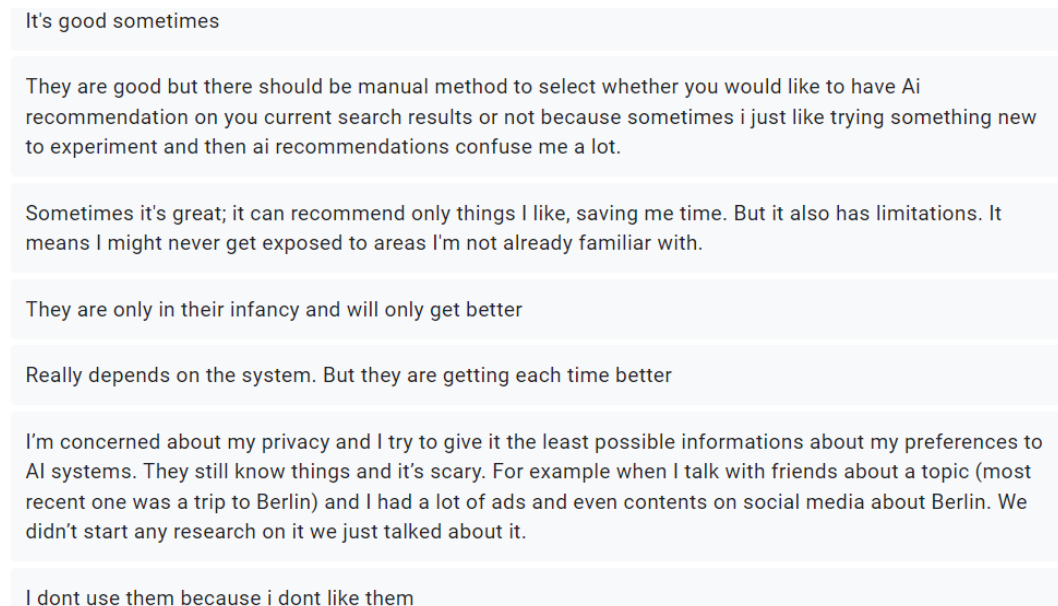 It's good sometimes
They are good but there should be manual method to select whether you would like to have Ai
recommendation on you current search results or not because sometimes i just like trying something new
to experiment and then ai recommendations confuse me a lot.
Sometimes it's great; it can recommend only things I like, saving me time. But it also has limitations. It
means I might never get exposed to areas I'm not already familiar with.
They are only in their infancy and will only get better
Really depends on the system. But they are getting each time better
I’m concerned about my privacy and I try to give it the least possible informations about my preferences to
AI systems. They still know things and it’s scary. For example when I talk with friends about a topic (most
recent one was a trip to Berlin) and I had a lot of ads and even contents on social media about Berlin. We
didn’t start any research on it we just talked about it.
I dont use them because i dont like them